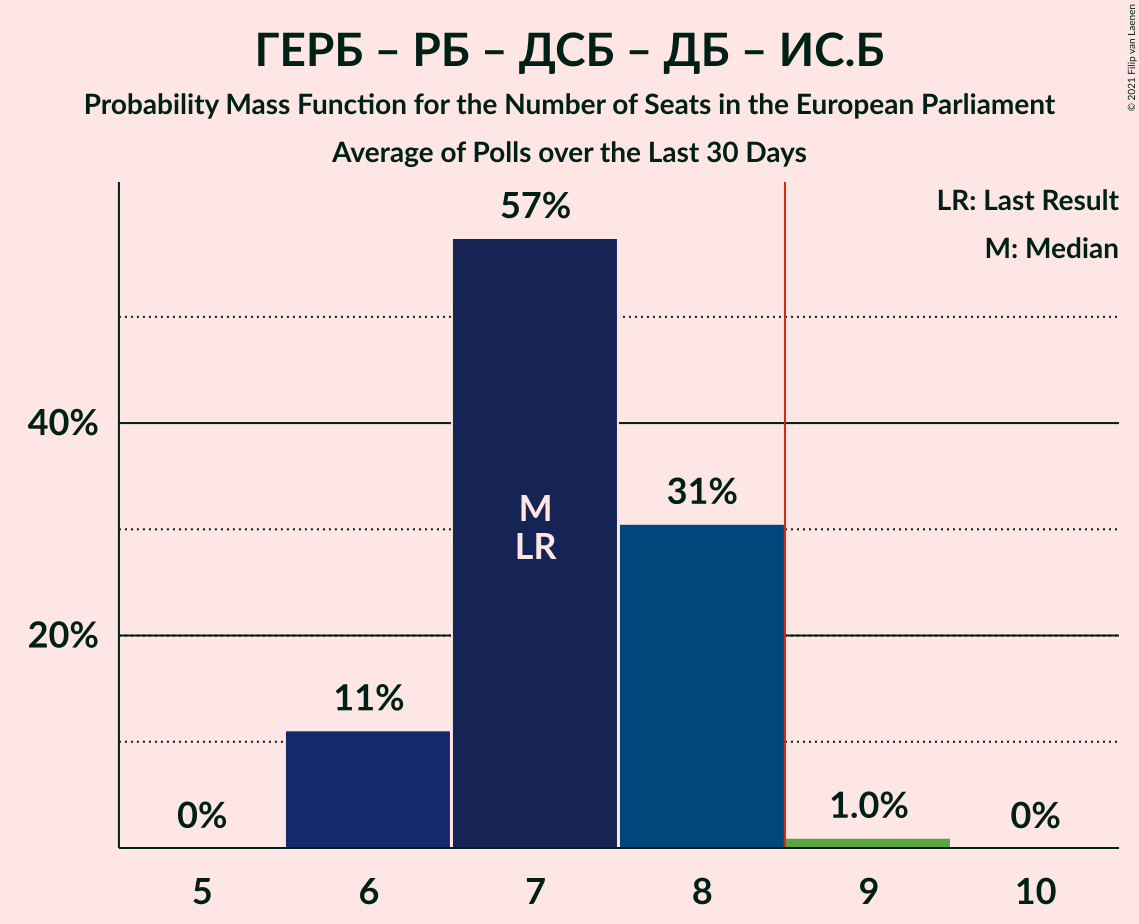 ГЕРБ – РБ – ДСБ – ДБ – ИС.Б
Probability Mass Function for the Number of Seats in the European Parliament
Average of Polls over the Last 30 Days
© 2021 Filip van Laenen
LR: Last Result
M: Median
57%
40%
31%
M
LR
20%
11%
0%
1.0%
0%
5
6
7
8
9
10